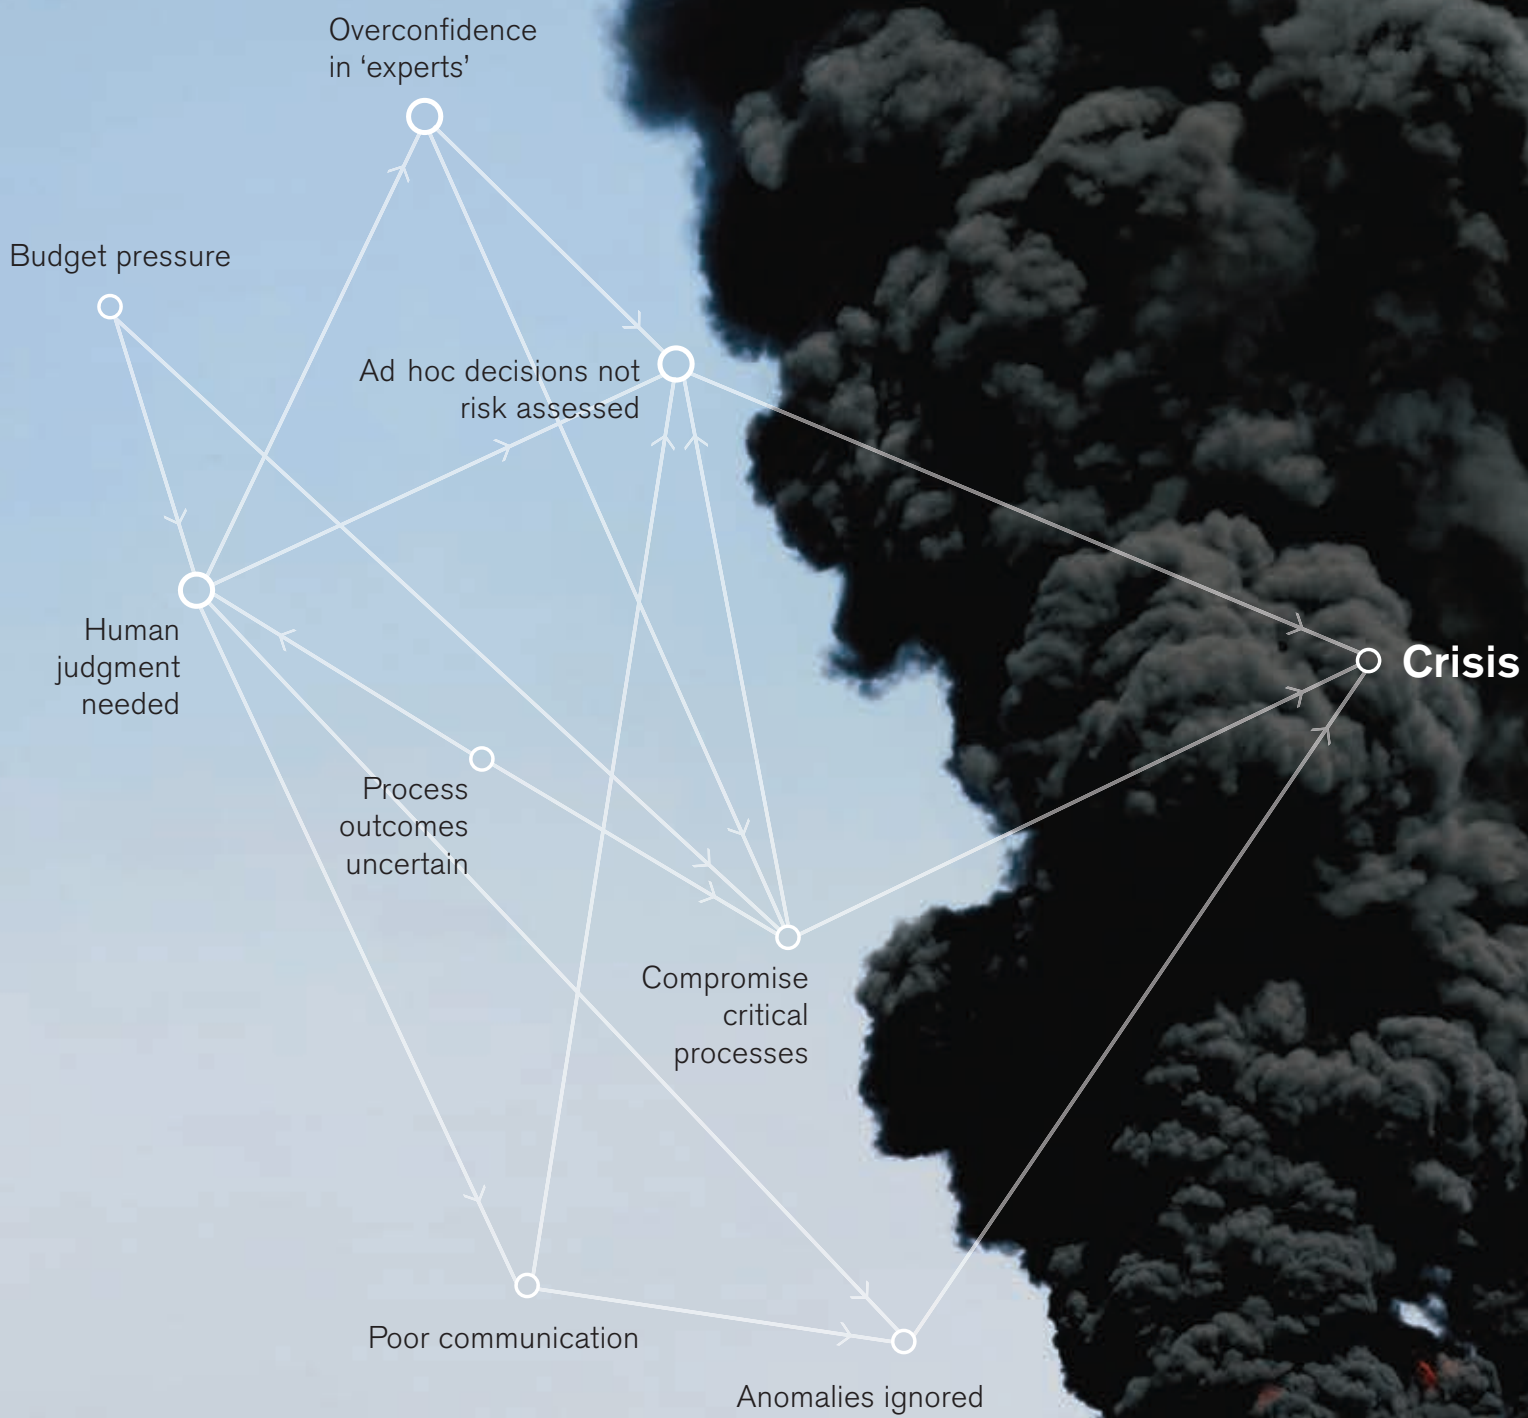 Overconfidence
in ‘experts’
Budget pressure
Ad hoc decisions not
risk assessed
Human
judgment
needed
Crisis
Process
outcomes
uncertain
Compromise
critical
processes
Poor communication
Anomalies ignored